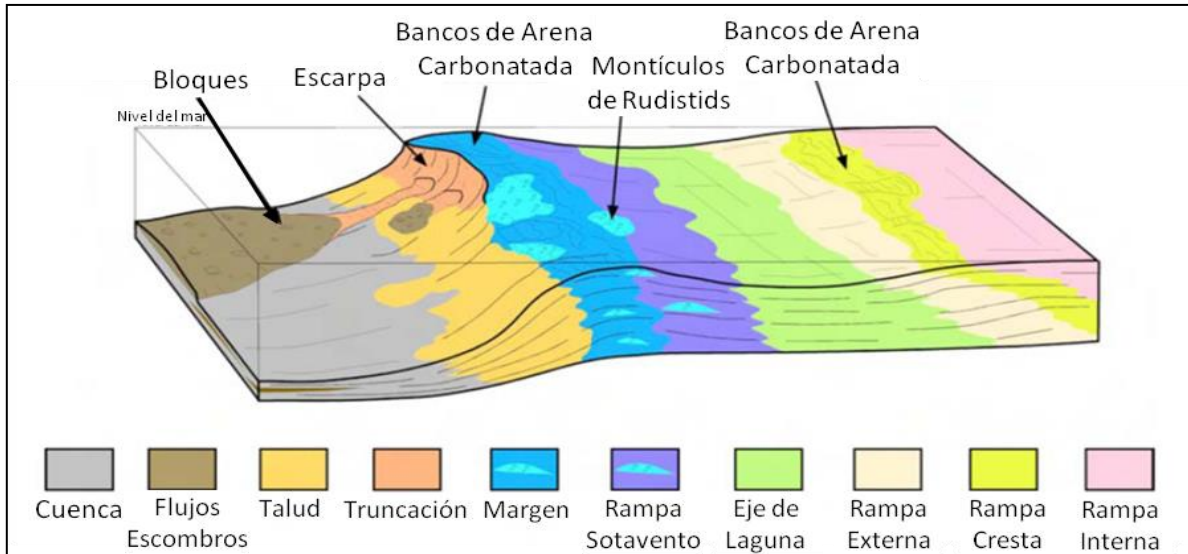 Bloques
Escarpa
Bancos de Arena
Carbonatada
Montículos
de Rudistids
Bancos de Arena
Carbonatada
Nivel del mar
Cuenca
Flujos
Escombros
Talud
Truncación
Margen
Rampa
Sotavento
Eje de
Laguna
Rampa
Externa
Rampa
Cresta
Rampa
Interna